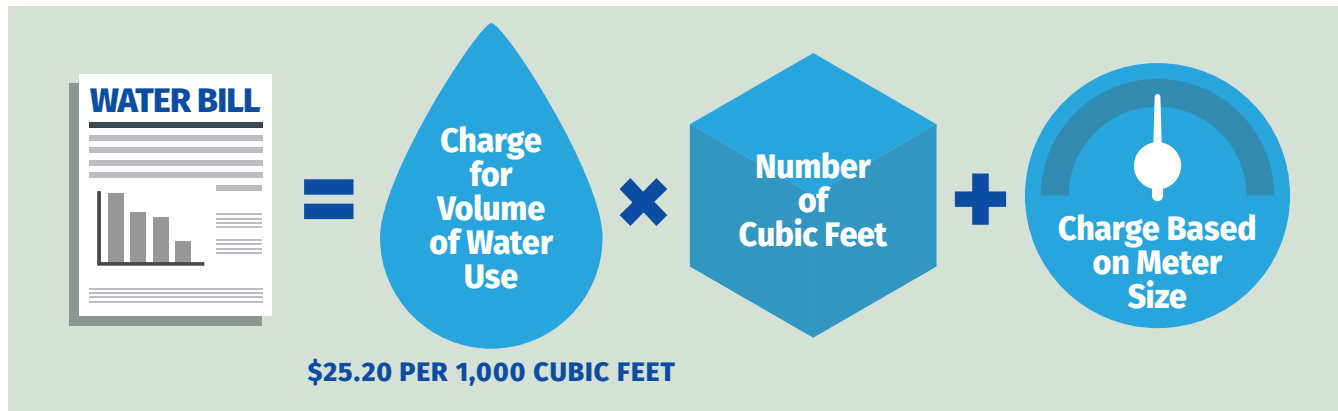 WATER BILL
Charge
for
Volume
of Water
Use
Number
of
Cubic Feet
Charge Based
on Meter
Size
$25.20 PER 1,000 CUBIC FEET